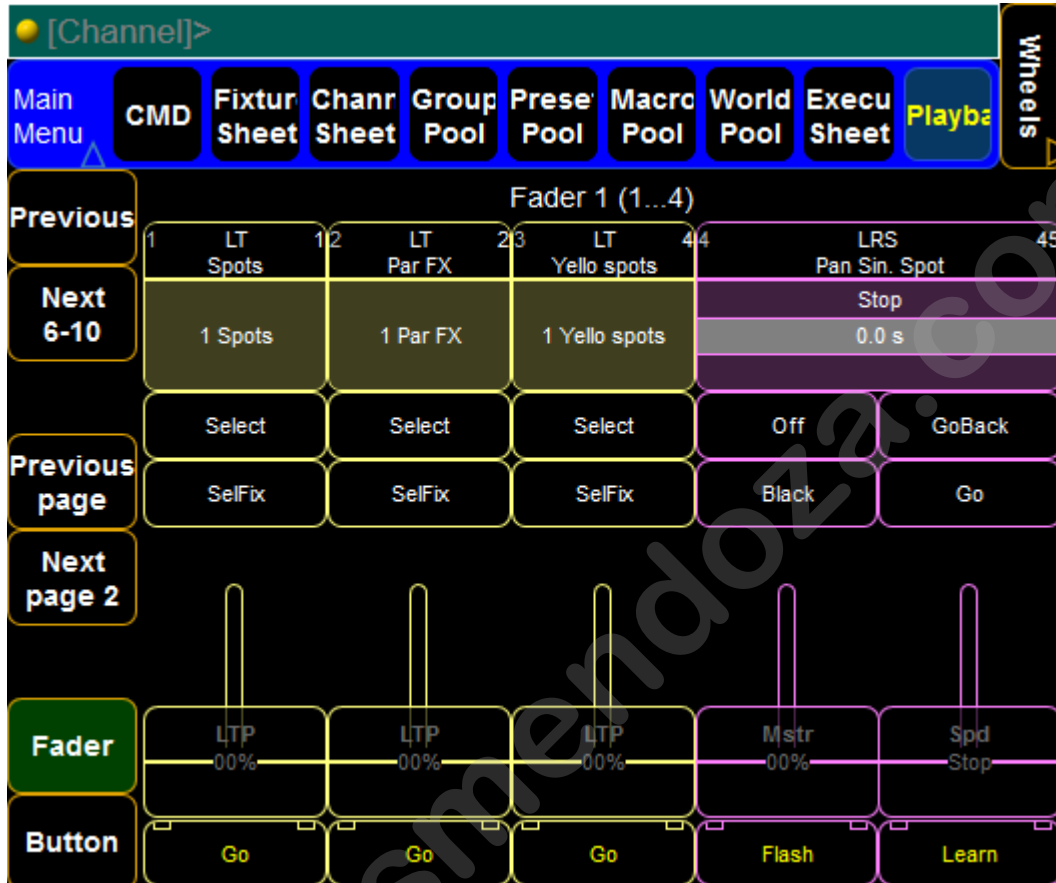 [Channel]>
Wheels
Main
Menu
CMD
Fixtur
Sheet
Chanr
Sheet
Group
Pool
Prese
Pool
Macro
Pool
World
Pool
Execu
Sheet
Playba
Previous
Next
6-10
Previous
page
Next
page 2
Fader
Button
Fader 1 (1...4)
1 LT 1
Spots
2 LT 2
Par FX
3 LT 4
Yello spots
4 LRS 45
Pan Sin. Spot
1 Spots
1 Par FX
1 Yello spots
Stop
0.0 s
Select
Select
Select
Off
GoBack
SelFix
SelFix
SelFix
Black
Go
LTP
00%
LTP
00%
LTP
00%
Mstr
00%
Spd
Stop
Go
Go
Go
Flash
Learn
smendoza.co